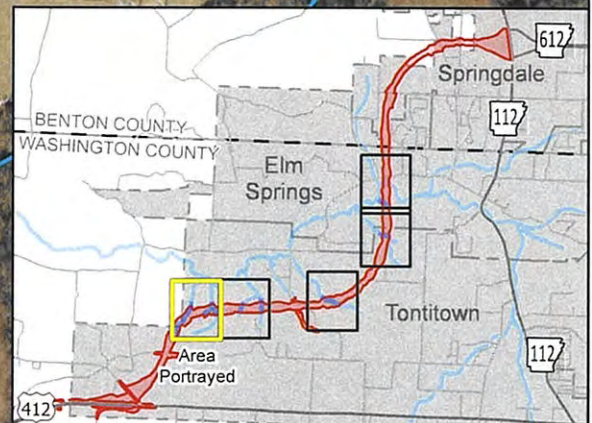 612
Springdale
112
BENTON COUNTY
WASHINGTON COUNTY
Elm
Springs
Tontitown
Area
Portrayed
112
412